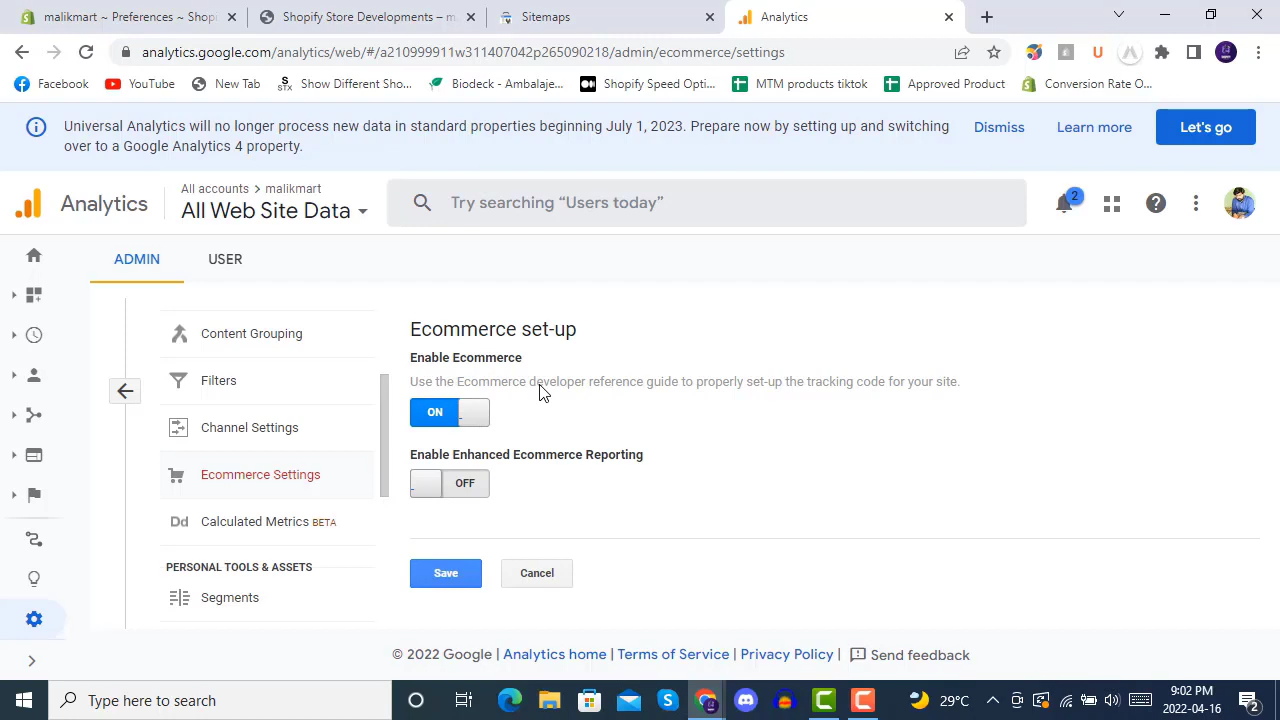 malikmart ~ Preferences ~ Shop
Shopify Store Developments – m
Sitemaps
Analytics
analytics.google.com/analytics/web/#/a210999911w311407042p265090218/admin/ecommerce/settings
Facebook
YouTube
New Tab
STX
Show Different Sho...
Biodeck - Ambalaje...
Shopify Speed Opti...
MTM products tiktok
Approved Product
Conversion Rate O...
Universal Analytics will no longer process new data in standard properties beginning July 1, 2023. Prepare now by setting up and switching
over to a Google Analytics 4 property.
Dismiss
Learn more
Let's go
Analytics
All accounts > malikmart
All Web Site Data
Try searching “Users today”
2
ADMIN
USER
Content Grouping
Filters
Channel Settings
Ecommerce Settings
Dd Calculated Metrics BETA
PERSONAL TOOLS & ASSETS
Segments
Ecommerce set-up
Enable Ecommerce
Use the Ecommerce developer reference guide to properly set-up the tracking code for your site.
ON
Enable Enhanced Ecommerce Reporting
OFF
Save
Cancel
© 2022 Google | Analytics home | Terms of Service | Privacy Policy | Send feedback
Type here to search
29°C
9:02 PM
2022-04-16
2